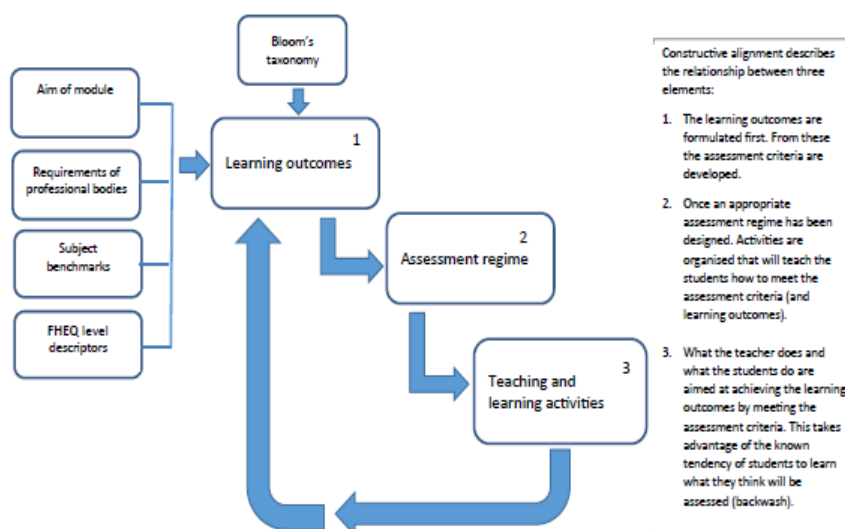 Bloom's
taxonomy
Aim of module
Requirements of
professional bodies
Subject
benchmarks
FHEQ level
descriptors
1
Learning outcomes
2
Assessment regime
3
Teaching and
learning activities
Constructive alignment describes
the relationship between three
elements:
1. The learning outcomes are
formulated first. From these
the assessment criteria are
developed.
2. Once an appropriate
assessment regime has been
designed. Activities are
organised that will teach the
students how to meet the
assessment criteria (and
learning outcomes).
3. What the teacher does and
what the students do are
aimed at achieving the learning
outcomes by meeting the
assessment criteria. This takes
advantage of the known
tendency of students to learn
what they think will be
assessed (backwash).